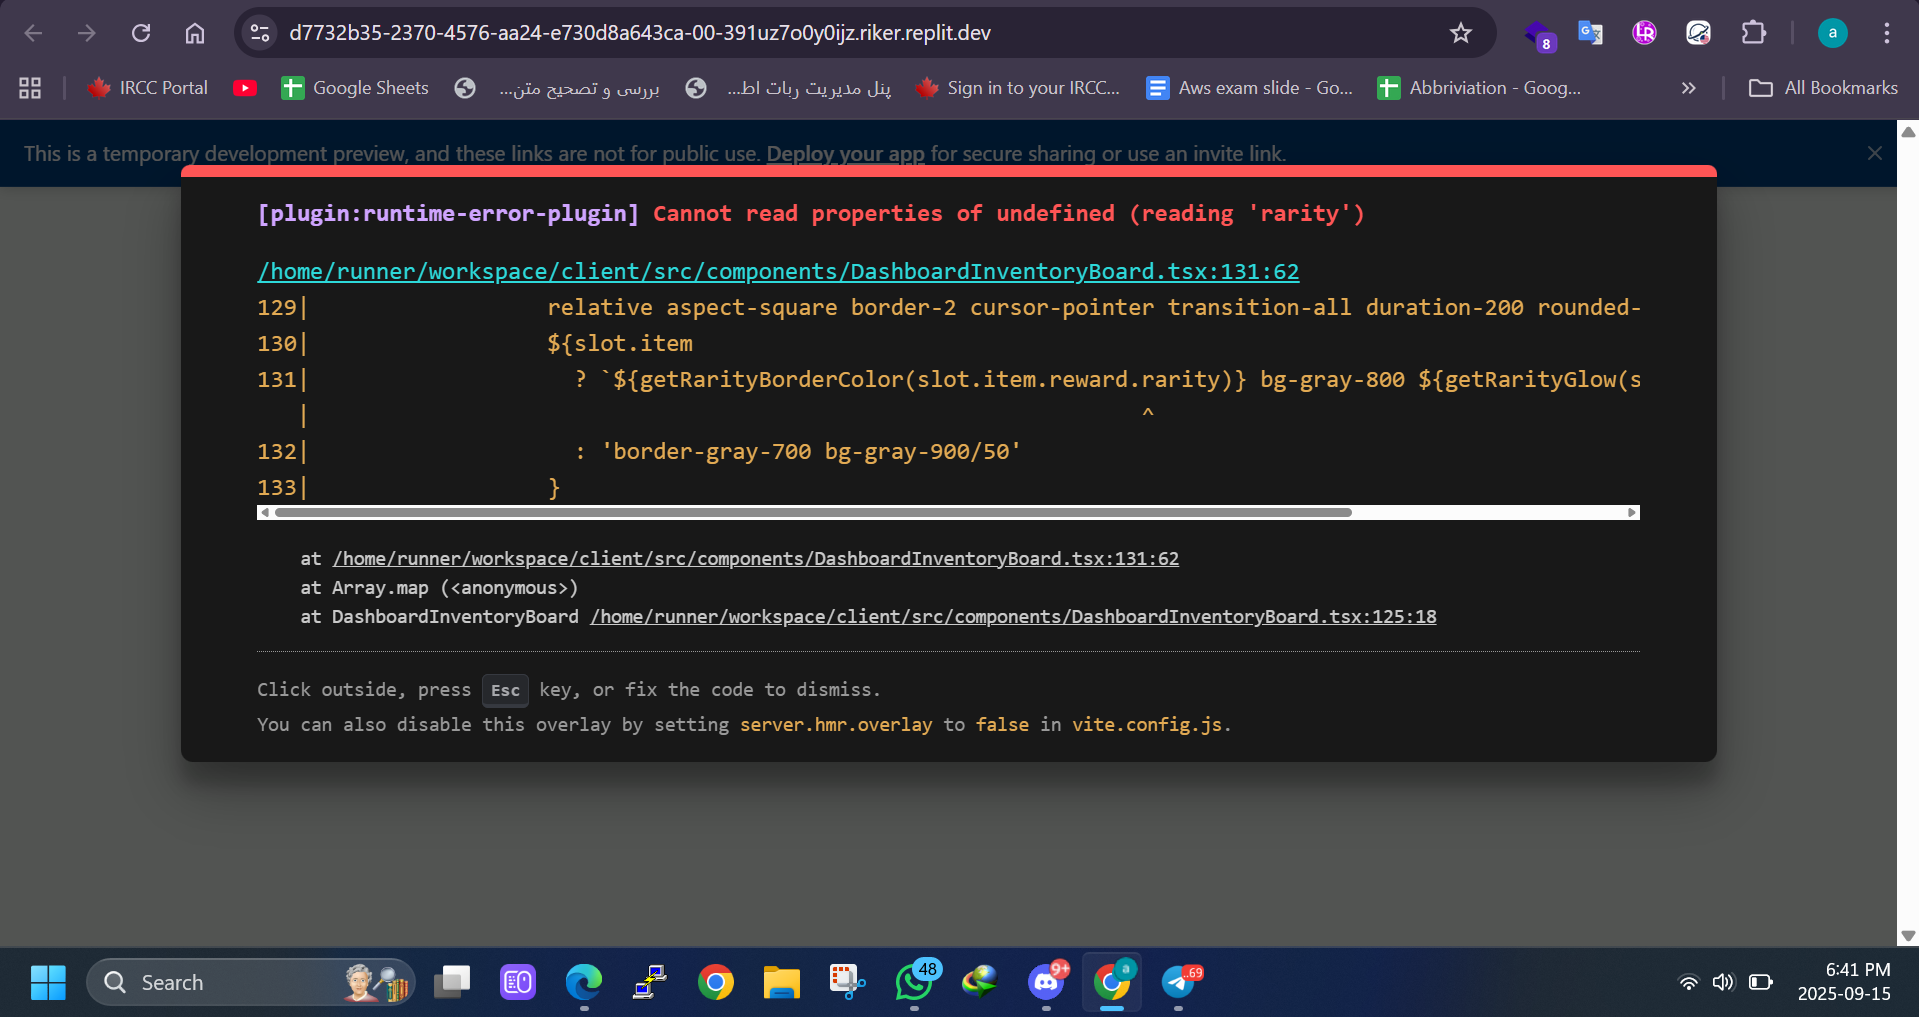 d7732b35-2370-4576-aa24-e730d8a643ca-00-391uz7o0y0ijz.riker.replit.dev
8
a
IRCC Portal
Google Sheets
بررسی و تصحیح متن...
پنل مدیریت ربات اط...
Sign in to your IRCC...
Aws exam slide - Go...
Abbriviation - Goog...
»
All Bookmarks
This is a temporary development preview, and these links are not for public use. Deploy your app for secure sharing or use an invite link.
[plugin:runtime-error-plugin] Cannot read properties of undefined (reading 'rarity')
/home/runner/workspace/client/src/components/DashboardInventoryBoard.tsx:131:62
129|                  relative aspect-square border-2 cursor-pointer transition-all duration-200 rounded-
130|                  ${slot.item
131|                    ? `${getRarityBorderColor(slot.item.reward.rarity)} bg-gray-800 ${getRarityGlow(s
   |                                                               ^
132|                    : 'border-gray-700 bg-gray-900/50'
133|                  }
at /home/runner/workspace/client/src/components/DashboardInventoryBoard.tsx:131:62
at Array.map (<anonymous>)
at DashboardInventoryBoard /home/runner/workspace/client/src/components/DashboardInventoryBoard.tsx:125:18
Click outside, press Esc key, or fix the code to dismiss.
You can also disable this overlay by setting server.hmr.overlay to false in vite.config.js.
Search
48
9+
a
..69
6:41 PM
2025-09-15